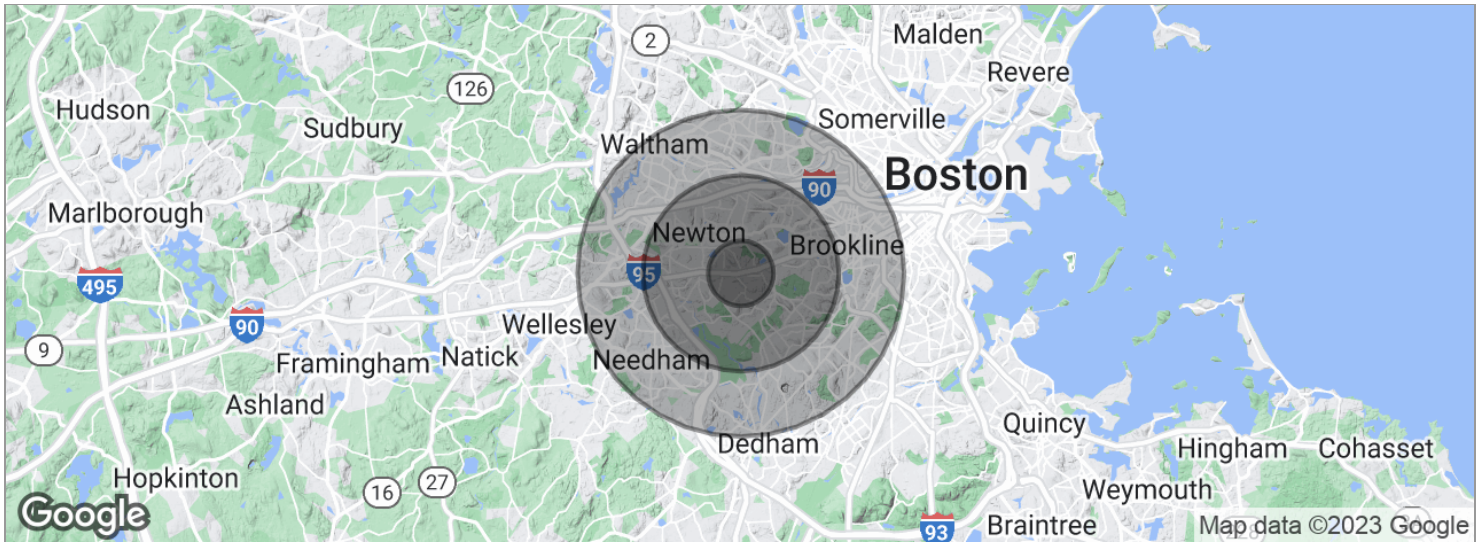 Malden
2
Revere
126
Hudson
Somerville
Sudbury
Waltham
Boston
90
Marlborough
Newton
Brookline
95
495
90
Wellesley
9
Natick
Needham
Framingham
Ashland
Quincy
Dedham
Hingham
Cohasset
Hopkinton
27
16
Weymouth
Google
93
Braintree
Map data ©2023 Google